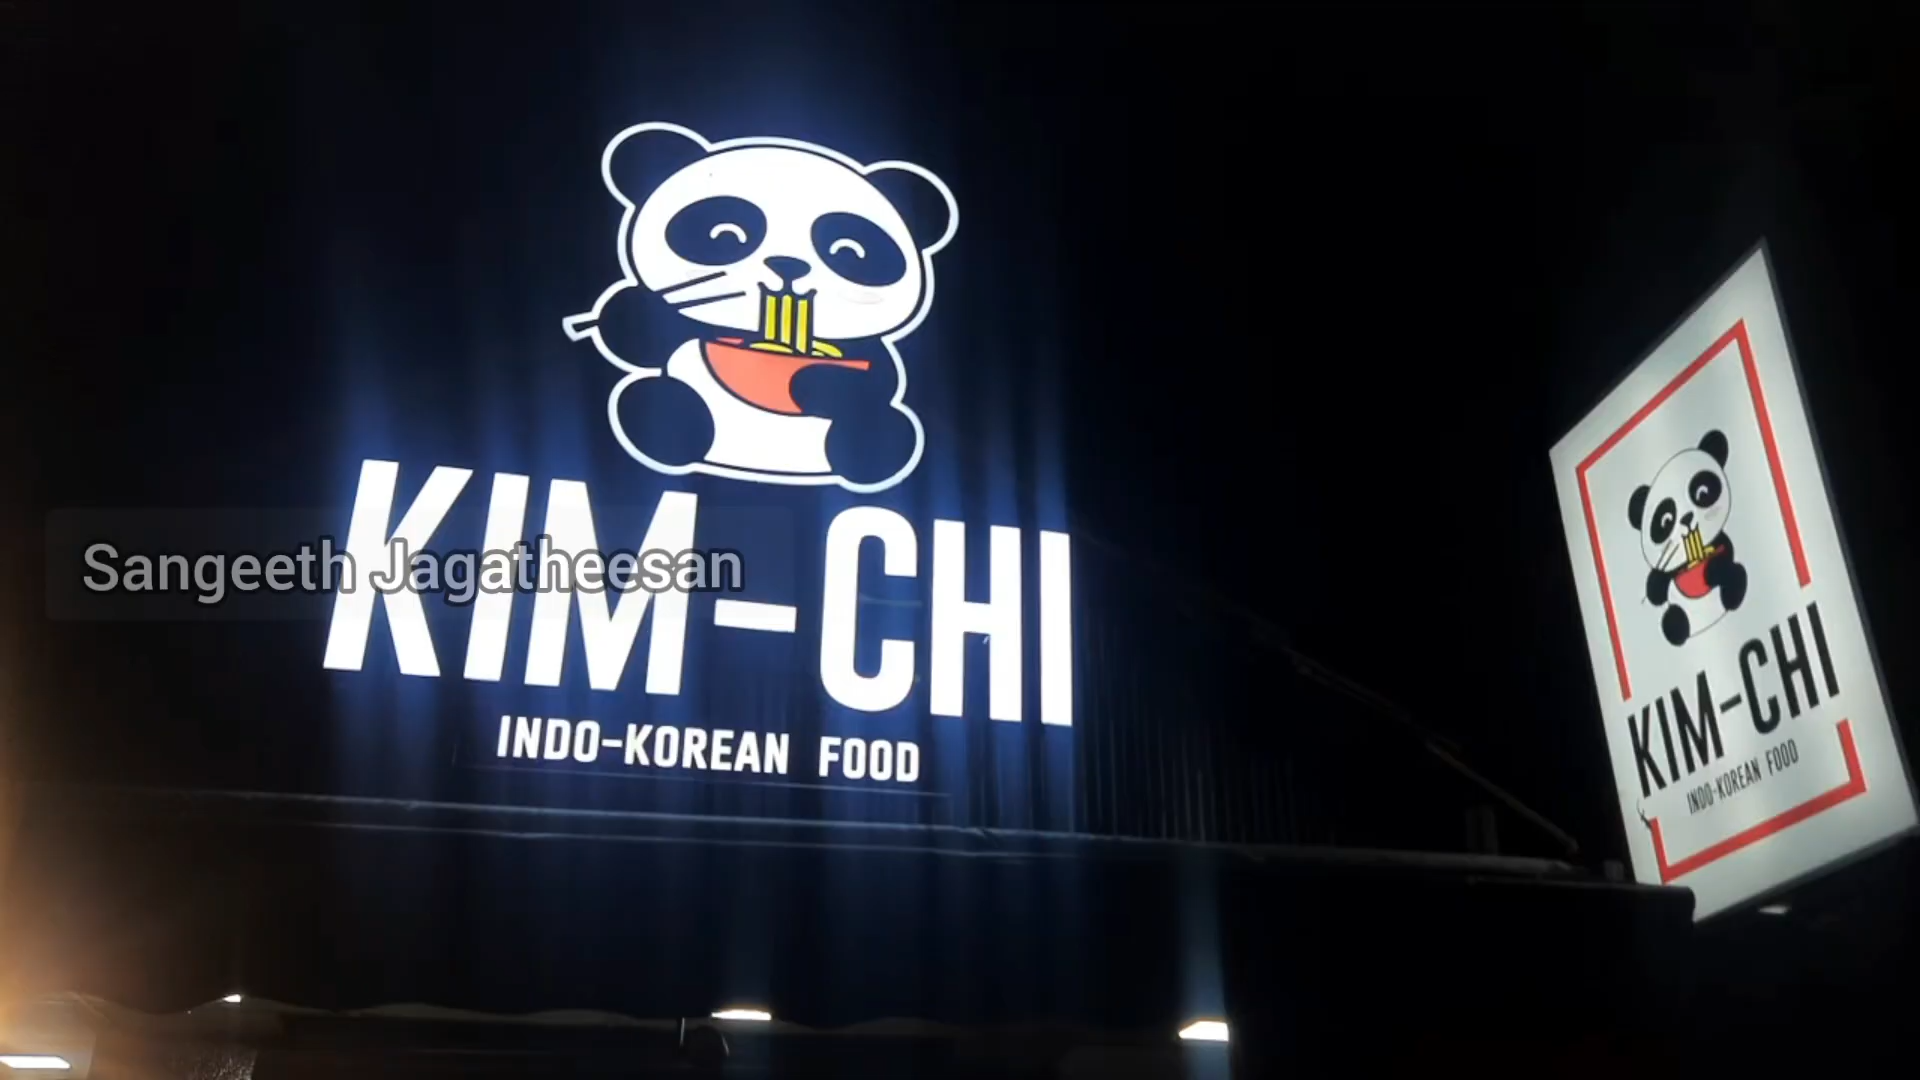 KIM-CHI
INDO-KOREAN FOOD
Sangeeth Jagatheesan
KIM-CHI
INDO-KOREAN FOOD